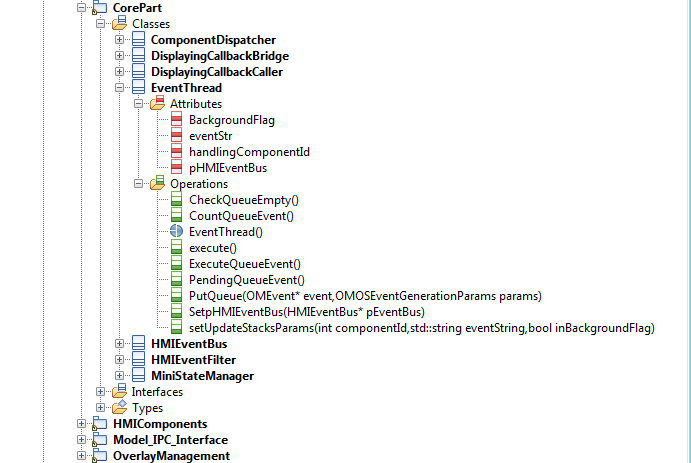 CorePart
Classes
ComponentDispatcher
DisplayingCallbackBridge
DisplayingCallbackCaller
EventThread
Attributes
BackgroundFlag
eventStr
handlingComponentId
pHMIEventBus
Operations
CheckQueueEmpty()
CountQueueEvent()
EventThread()
execute()
ExecuteQueueEvent()
PendingQueueEvent()
PutQueue(OMEvent* event,OMOSEventGenerationParams params)
SetpHMIEventBus(HMIEventBus* pEventBus)
setUpdateStacksParams(int componentId,std::string eventString,bool inBackgroundFlag)
HMIEventBus
HMIEventFilter
MiniStateManager
Interfaces
Types
HMIComponents
Model_IPC_Interface
OverlayManagement